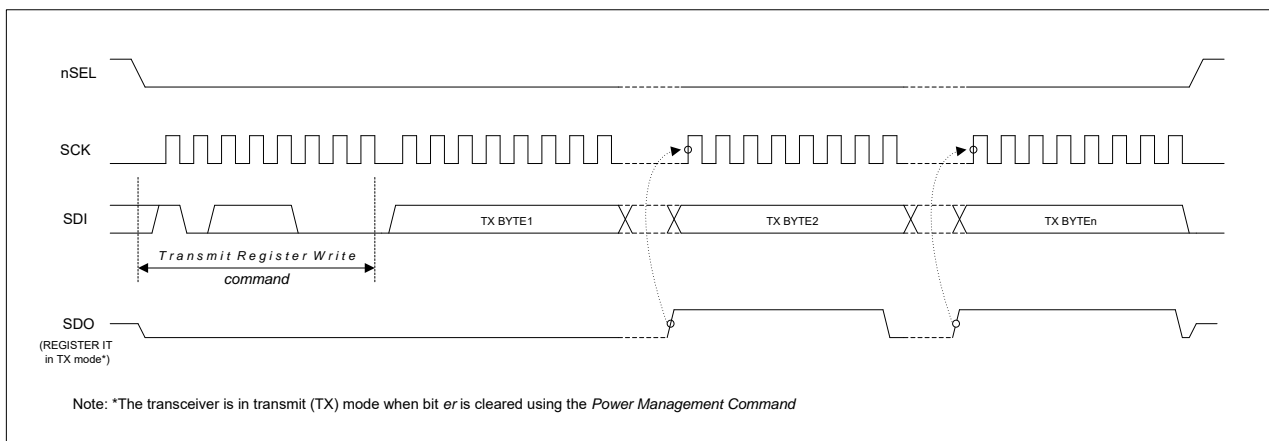 nSEL
SCK
SDI
TX BYTE1
TX BYTE2
TX BYTEn
Transmit Register Write
command
SDO
(REGISTER IT
in TX mode*)
Note: *The transceiver is in transmit (TX) mode when bit er is cleared using the Power Management Command